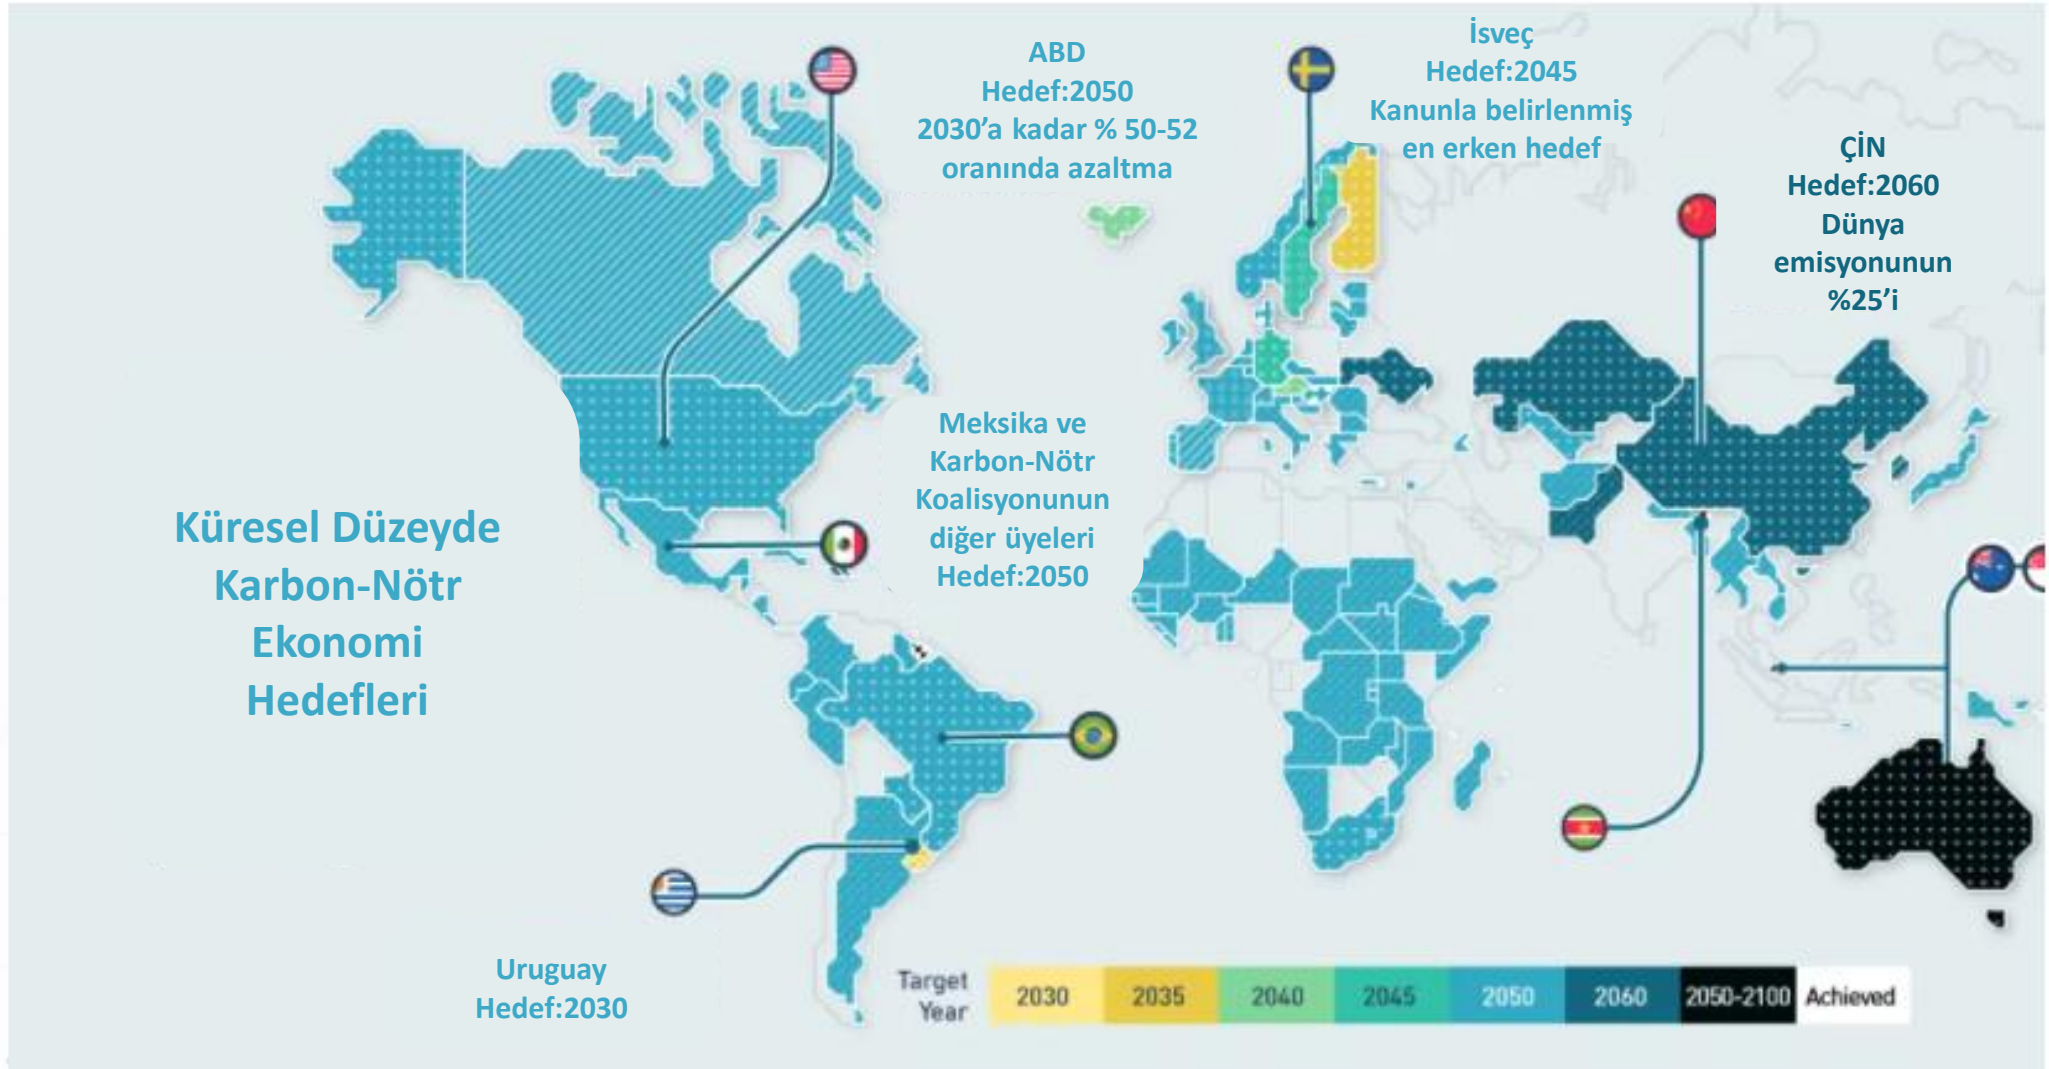 ABD
Hedef:2050
2030’a kadar % 50-52
oranında azaltma
İsveç
Hedef:2045
Kanunla belirlenmiş
en erken hedef
ÇİN
Hedef:2060
Dünya
emisyonunun
%25’i
Meksika ve
Karbon-Nötr
Koalisyonunun
diğer üyeleri
Hedef:2050
Küresel Düzeyde
Karbon-Nötr
Ekonomi
Hedefleri
Uruguay
Hedef:2030
Target
Year
2030 2035 2040 2045 2050 2060 2050-2100 Achieved